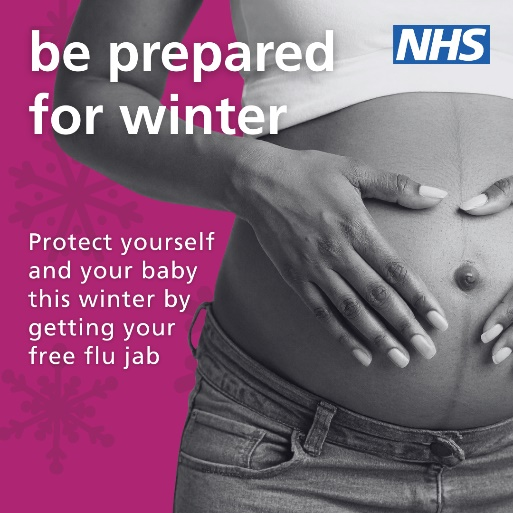 be prepared
for winter
NHS
Protect yourself
and your baby
this winter by
getting your
free flu jab